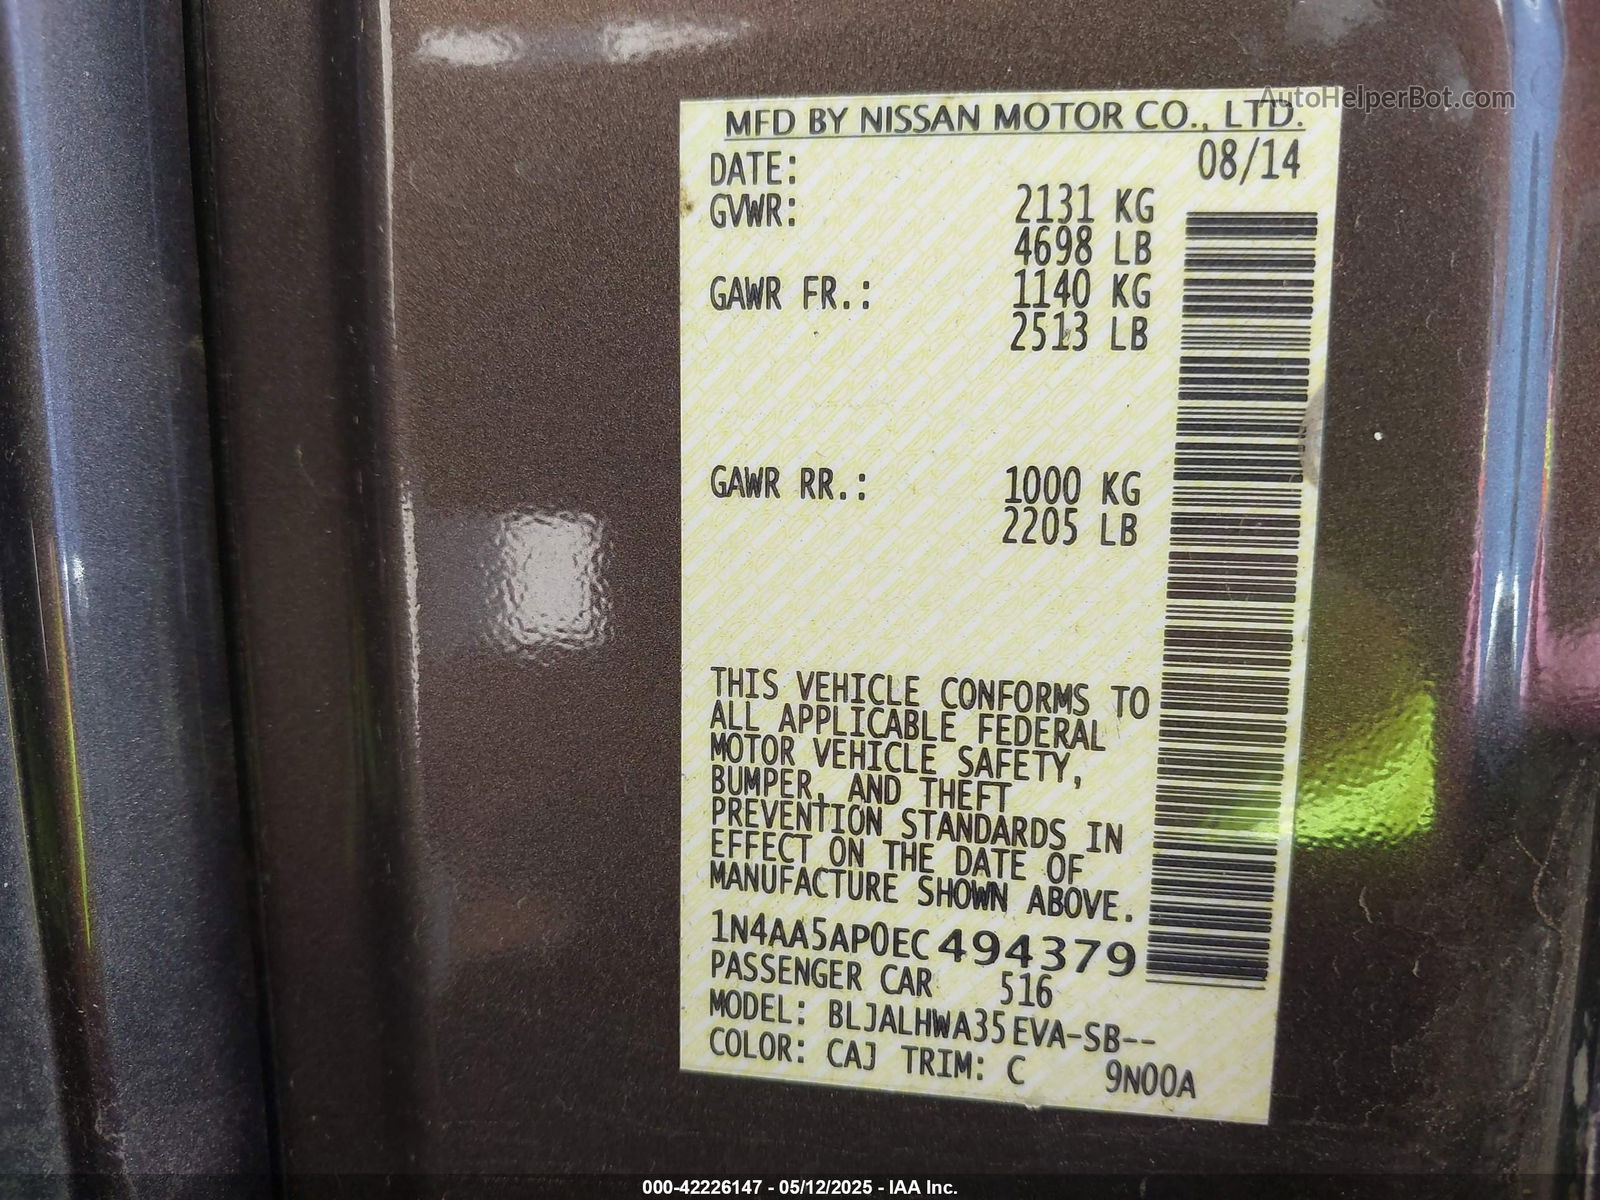 AutoHelperBot.com
MFD BY NISSAN MOTOR CO., LTD.
DATE: 08/14
GVWR: 2131 KG
4698 LB
GAWR FR.: 1140 KG
2513 LB
GAWR RR.: 1000 KG
2205 LB
THIS VEHICLE CONFORMS TO
ALL APPLICABLE FEDERAL
MOTOR VEHICLE SAFETY,
BUMPER, AND THEFT
PREVENTION STANDARDS IN
EFFECT ON THE DATE OF
MANUFACTURE SHOWN ABOVE.
1N4AA5AP0EC494379
PASSENGER CAR 516
MODEL: BLJALHWA35EVA-SB--
COLOR: CAJ TRIM: C 9N00A
000-42226147 - 05/12/2025 - IAA Inc.